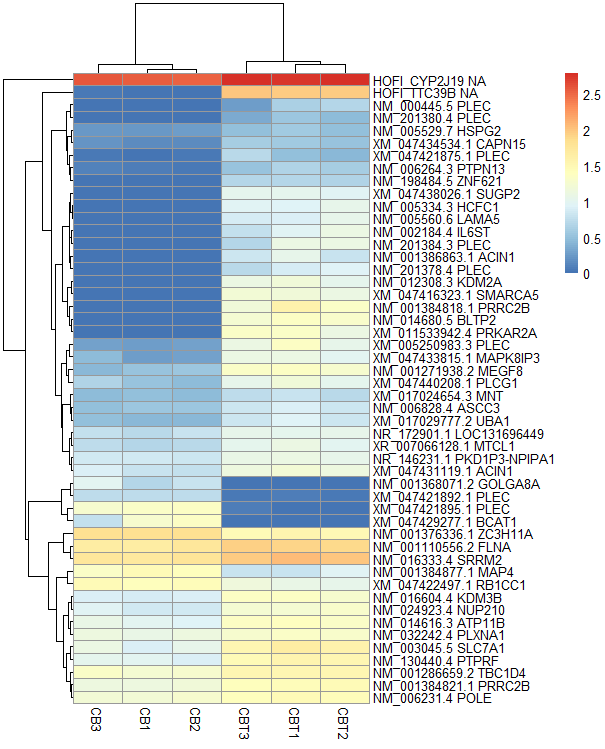 HOFI_CYP2J19 NA
HOFI_TTC39B NA
NM_000445.5 PLEC
NM_201380.4 PLEC
NM_005529.7 HSPG2
XM_047434534.1 CAPN15
XM_047421875.1 PLEC
NM_006264.3 PTPN13
NM_198484.5 ZNF621
XM_047438026.1 SUGP2
NM_005334.3 HCFC1
NM_005560.6 LAMA5
NM_002184.4 IL6ST
NM_201384.3 PLEC
NM_001386863.1 ACIN1
NM_201378.4 PLEC
NM_012308.3 KDM2A
XM_047416323.1 SMARCA5
NM_001384818.1 PRRC2B
NM_014680.5 BLTP2
XM_011533942.4 PRKAR2A
XM_005250983.3 PLEC
XM_047433815.1 MAPK8IP3
NM_001271938.2 MEGF8
XM_047440208.1 PLCG1
XM_017024654.3 MNT
NM_006828.4 ASCC3
XM_017029777.2 UBA1
NR_172901.1 LOC131696449
XR_007066128.1 MTCL1
NR_146231.1 PKD1P3-NPIPA1
XM_047431119.1 ACIN1
NM_001368071.2 GOLGA8A
XM_047421892.1 PLEC
XM_047421895.1 PLEC
XM_047429277.1 BCAT1
NM_001376336.1 ZC3H11A
NM_001110556.2 FLNA
NM_016333.4 SRRM2
NM_001384877.1 MAP4
XM_047422497.1 RB1CC1
NM_016604.4 KDM3B
NM_024923.4 NUP210
NM_014616.3 ATP11B
NM_032242.4 PLXNA1
NM_003045.5 SLC7A1
NM_130440.4 PTPRF
NM_001286659.2 TBC1D4
NM_001384821.1 PRRC2B
NM_006231.4 POLE
CB3
CB1
CB2
CBT3
CBT1
CBT2
2.5
2
1.5
1
0.5
0